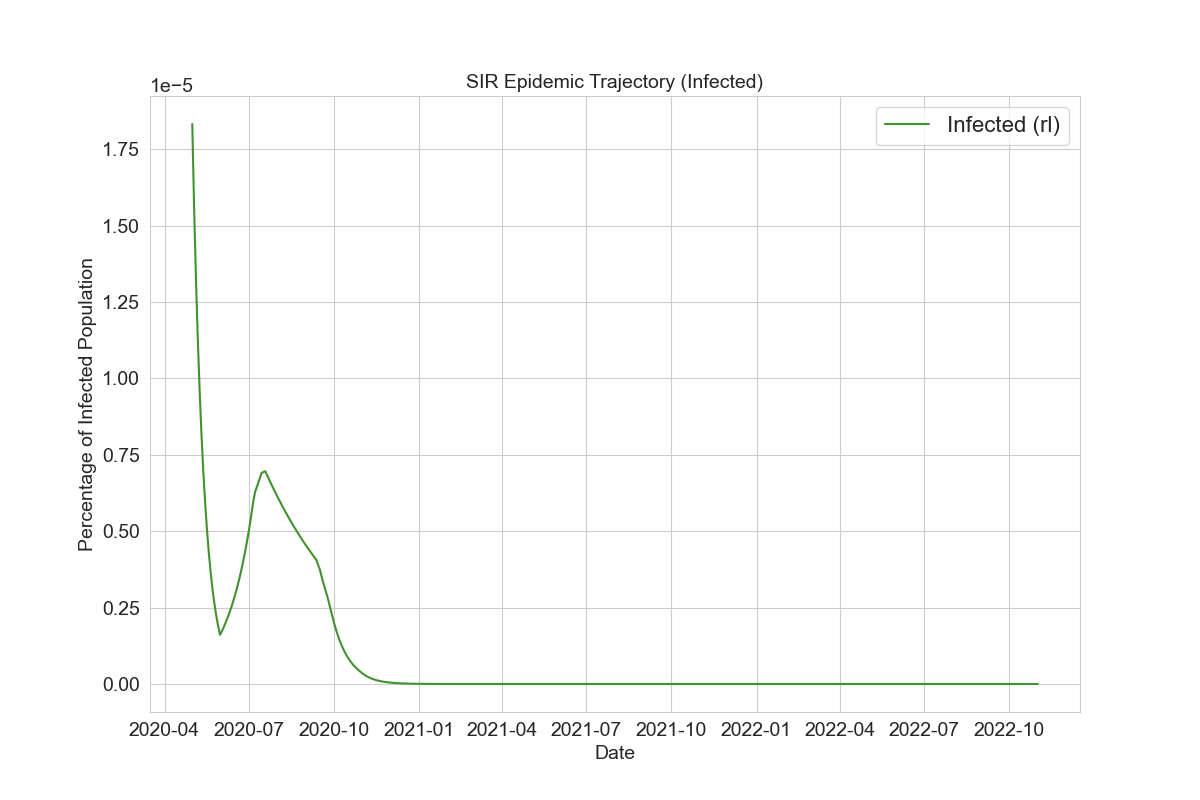 SIR Epidemic Trajectory (Infected)
1e−5
Infected (rl)
1.75
1.50
1.25
1.00
0.75
0.50
0.25
0.00
Percentage of Infected Population
2020-04 2020-07 2020-10 2021-01 2021-04 2021-07 2021-10 2022-01 2022-04 2022-07 2022-10
Date